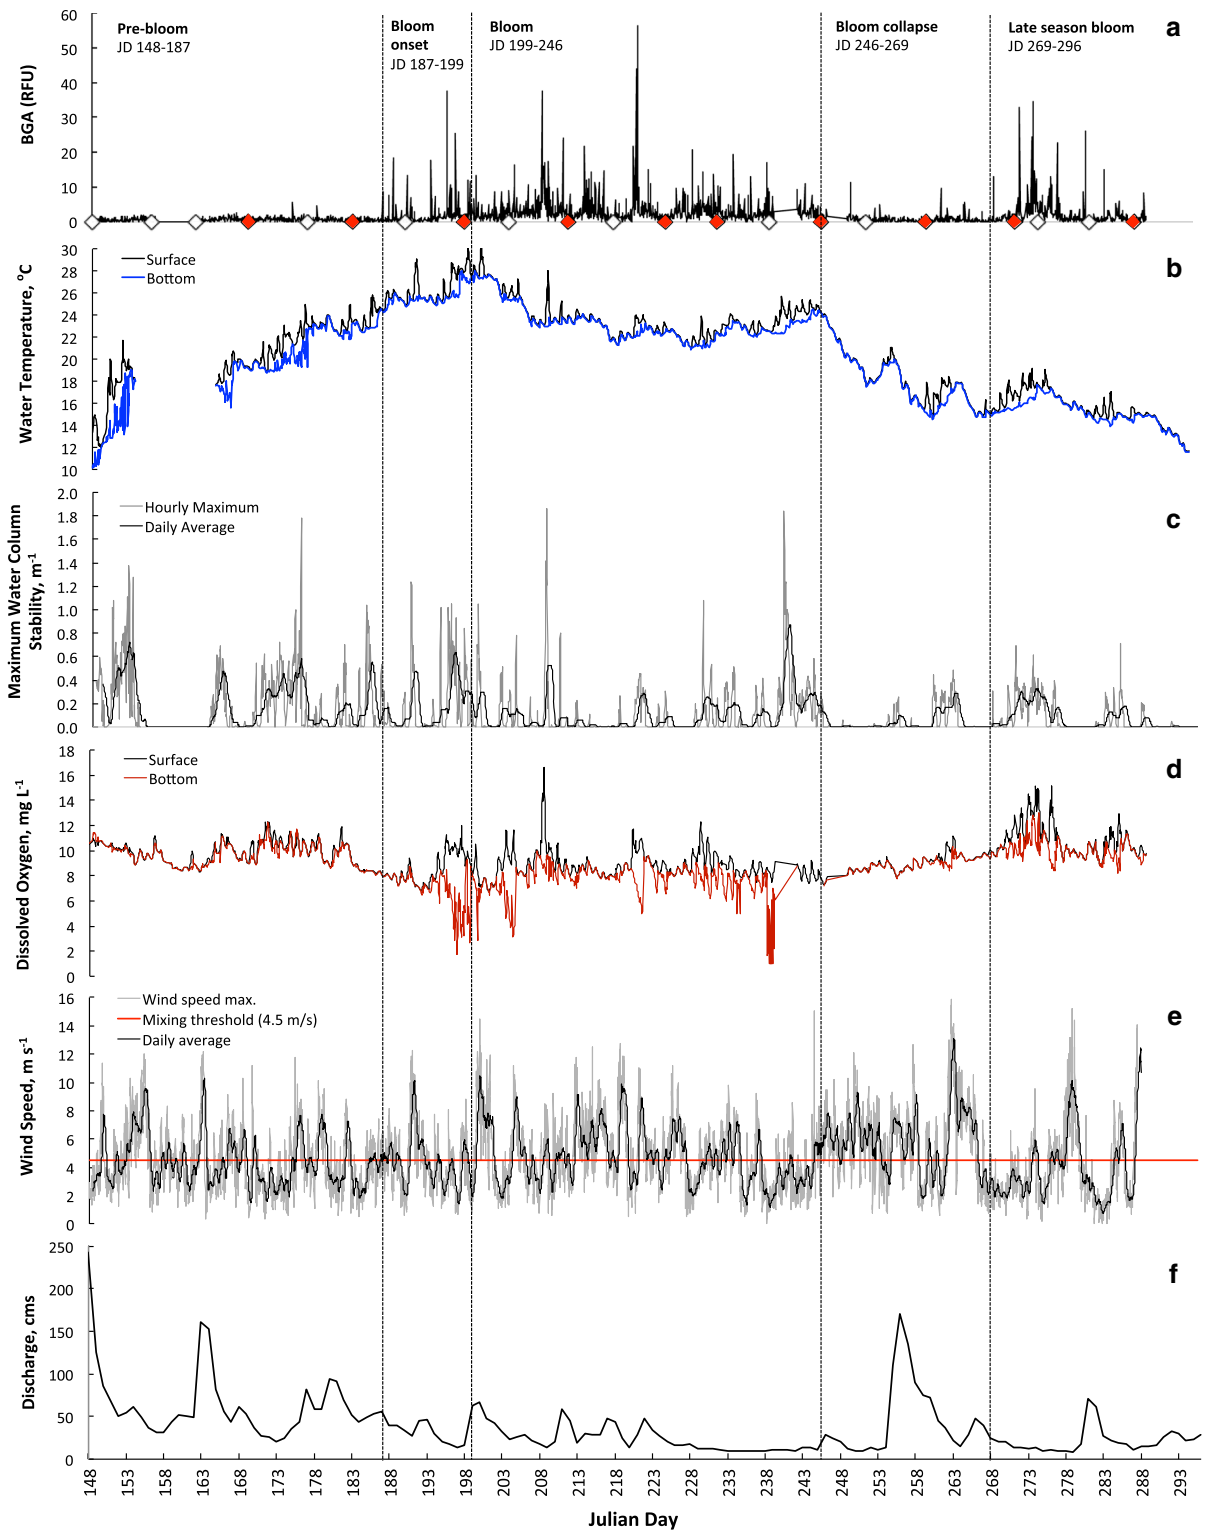 Pre-bloom
JD 148-187
Bloom
onset
JD 187-199
Bloom
JD 199-246
Bloom collapse
JD 246-269
Late season bloom
JD 269-296
a
BGA (RFU)
60
50
40
30
20
10
0
b
Surface
Bottom
Water Temperature, °C
30
28
26
24
22
20
18
16
14
12
10
c
Hourly Maximum
Daily Average
Maximum Water Column
Stability, m-1
2.0
1.8
1.6
1.4
1.2
1.0
0.8
0.6
0.4
0.2
0.0
d
Surface
Bottom
Dissolved Oxygen, mg L-1
18
16
14
12
10
8
6
4
2
0
e
Wind speed max.
Mixing threshold (4.5 m/s)
Daily average
Wind Speed, m s-1
16
14
12
10
8
6
4
2
0
f
Discharge, cms
250
200
150
100
50
0
148 153 158 163 168 173 178 183 188 193 198 203 208 213 218 223 228 233 238 243 248 253 258 263 268 273 278 283 288 293
Julian Day